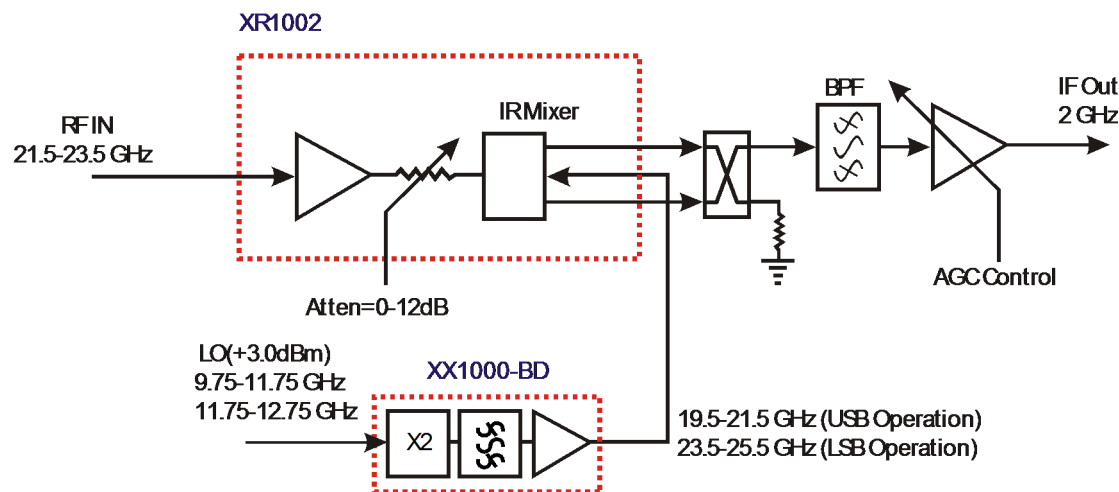 XR1002
IR Mixer
BPF
IF Out
2 GHz
RF IN
21.5-23.5 GHz
Atten=0-12dB
AGC Control
LO(+3.0dBm)
9.75-11.75 GHz
11.75-12.75 GHz
XX1000-BD
X2
19.5-21.5 GHz (USB Operation)
23.5-25.5 GHz (LSB Operation)